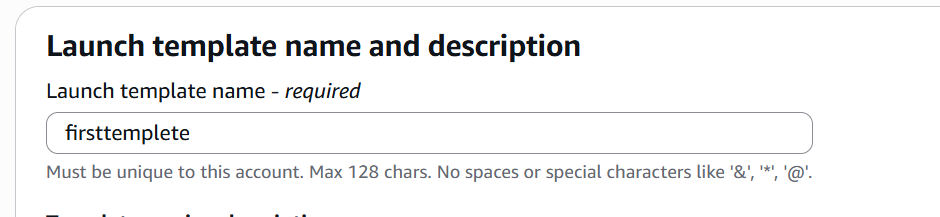 Launch template name and description
Launch template name - required
firsttemplete
Must be unique to this account. Max 128 chars. No spaces or special characters like '&', '*', '@'.